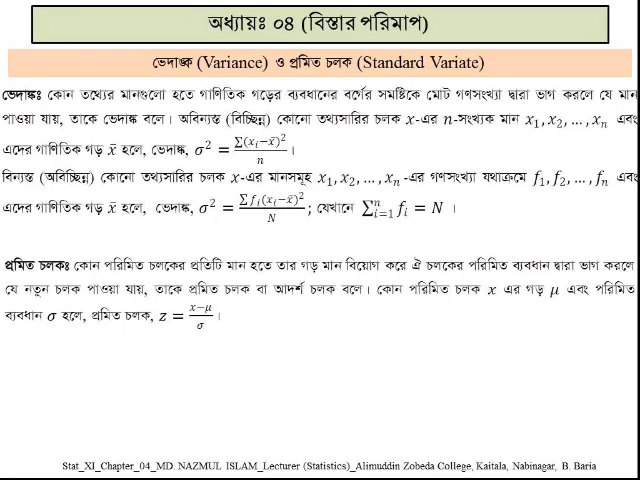 অধ্যায়ঃ ০৪ (বিস্তার পরিমাপ)
ভেদাঙ্ক (Variance) ও প্রমিত চলক (Standard Variate)
ভেদাঙ্কঃ কোন তথ্যের মানগুলো হতে গাণিতিক গড়ের ব্যবধানের বর্গের সমষ্টিকে মোট গণসংখ্যা দ্বারা ভাগ করলে যে মান
পাওয়া যায়, তাকে ভেদাঙ্ক বলে। অবিন্যস্ত (বিচ্ছিন্ন) কোনো তথ্যসারির চলক x-এর n-সংখ্যক মান x₁, x₂, …, xₙ এবং
এদের গাণিতিক গড় x̄ হলে, ভেদাঙ্ক, σ² = ∑(xᵢ−x̄)²/n ।
বিন্যস্ত (অবিচ্ছিন্ন) কোনো তথ্যসারির চলক x-এর মানসমূহ x₁, x₂, …, xₙ -এর গণসংখ্যা যথাক্রমে f₁, f₂, …, fₙ এবং
এদের গাণিতিক গড় x̄ হলে, ভেদাঙ্ক, σ² = ∑fᵢ(xᵢ−x̄)²/N; যেখানে ∑ⁿᵢ₌₁ fᵢ = N ।
প্রমিত চলকঃ কোন পরিমিত চলকের প্রতিটি মান হতে তার গড় মান বিয়োগ করে ঐ চলকের পরিমিত ব্যবধান দ্বারা ভাগ করলে
যে নতুন চলক পাওয়া যায়, তাকে প্রমিত চলক বা আদর্শ চলক বলে। কোন পরিমিত চলক x এর গড় μ এবং পরিমিত
ব্যবধান σ হলে, প্রমিত চলক, z = x−μ/σ ।
Stat_XI_Chapter_04_MD. NAZMUL ISLAM_Lecturer (Statistics)_Alimuddin Zobeda College, Kaitala, Nabinagar, B. Baria